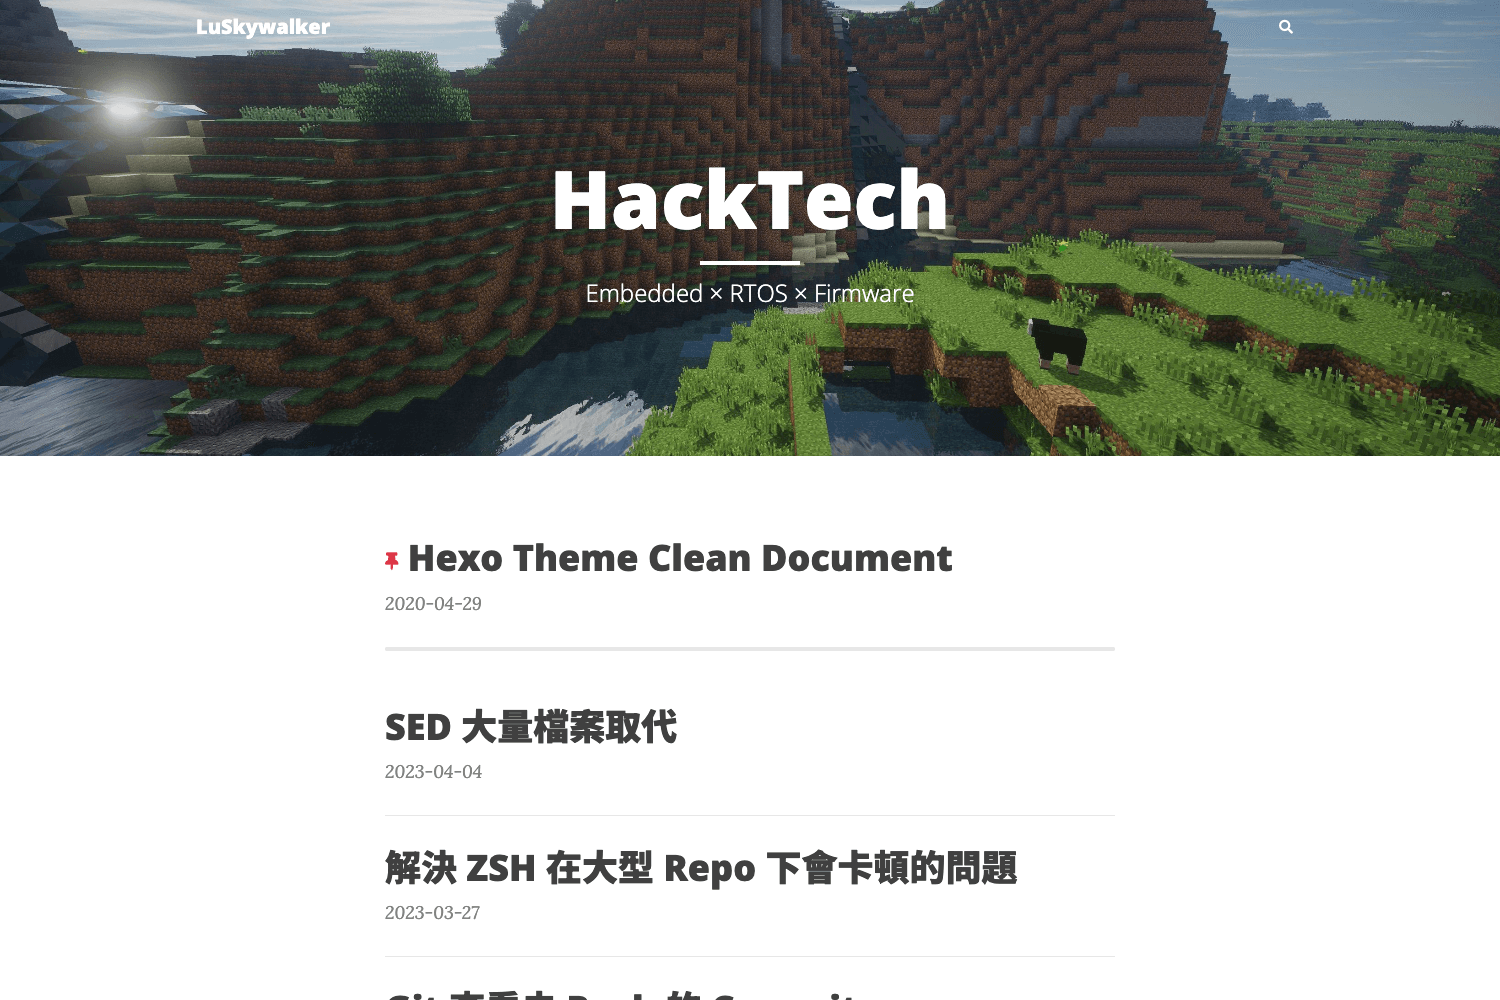 LuSkywalker
HackTech
Embedded × RTOS × Firmware
Hexo Theme Clean Document
2020-04-29
SED 大量檔案取代
2023-04-04
解決 ZSH 在大型 Repo 下會卡頓的問題
2023-03-27